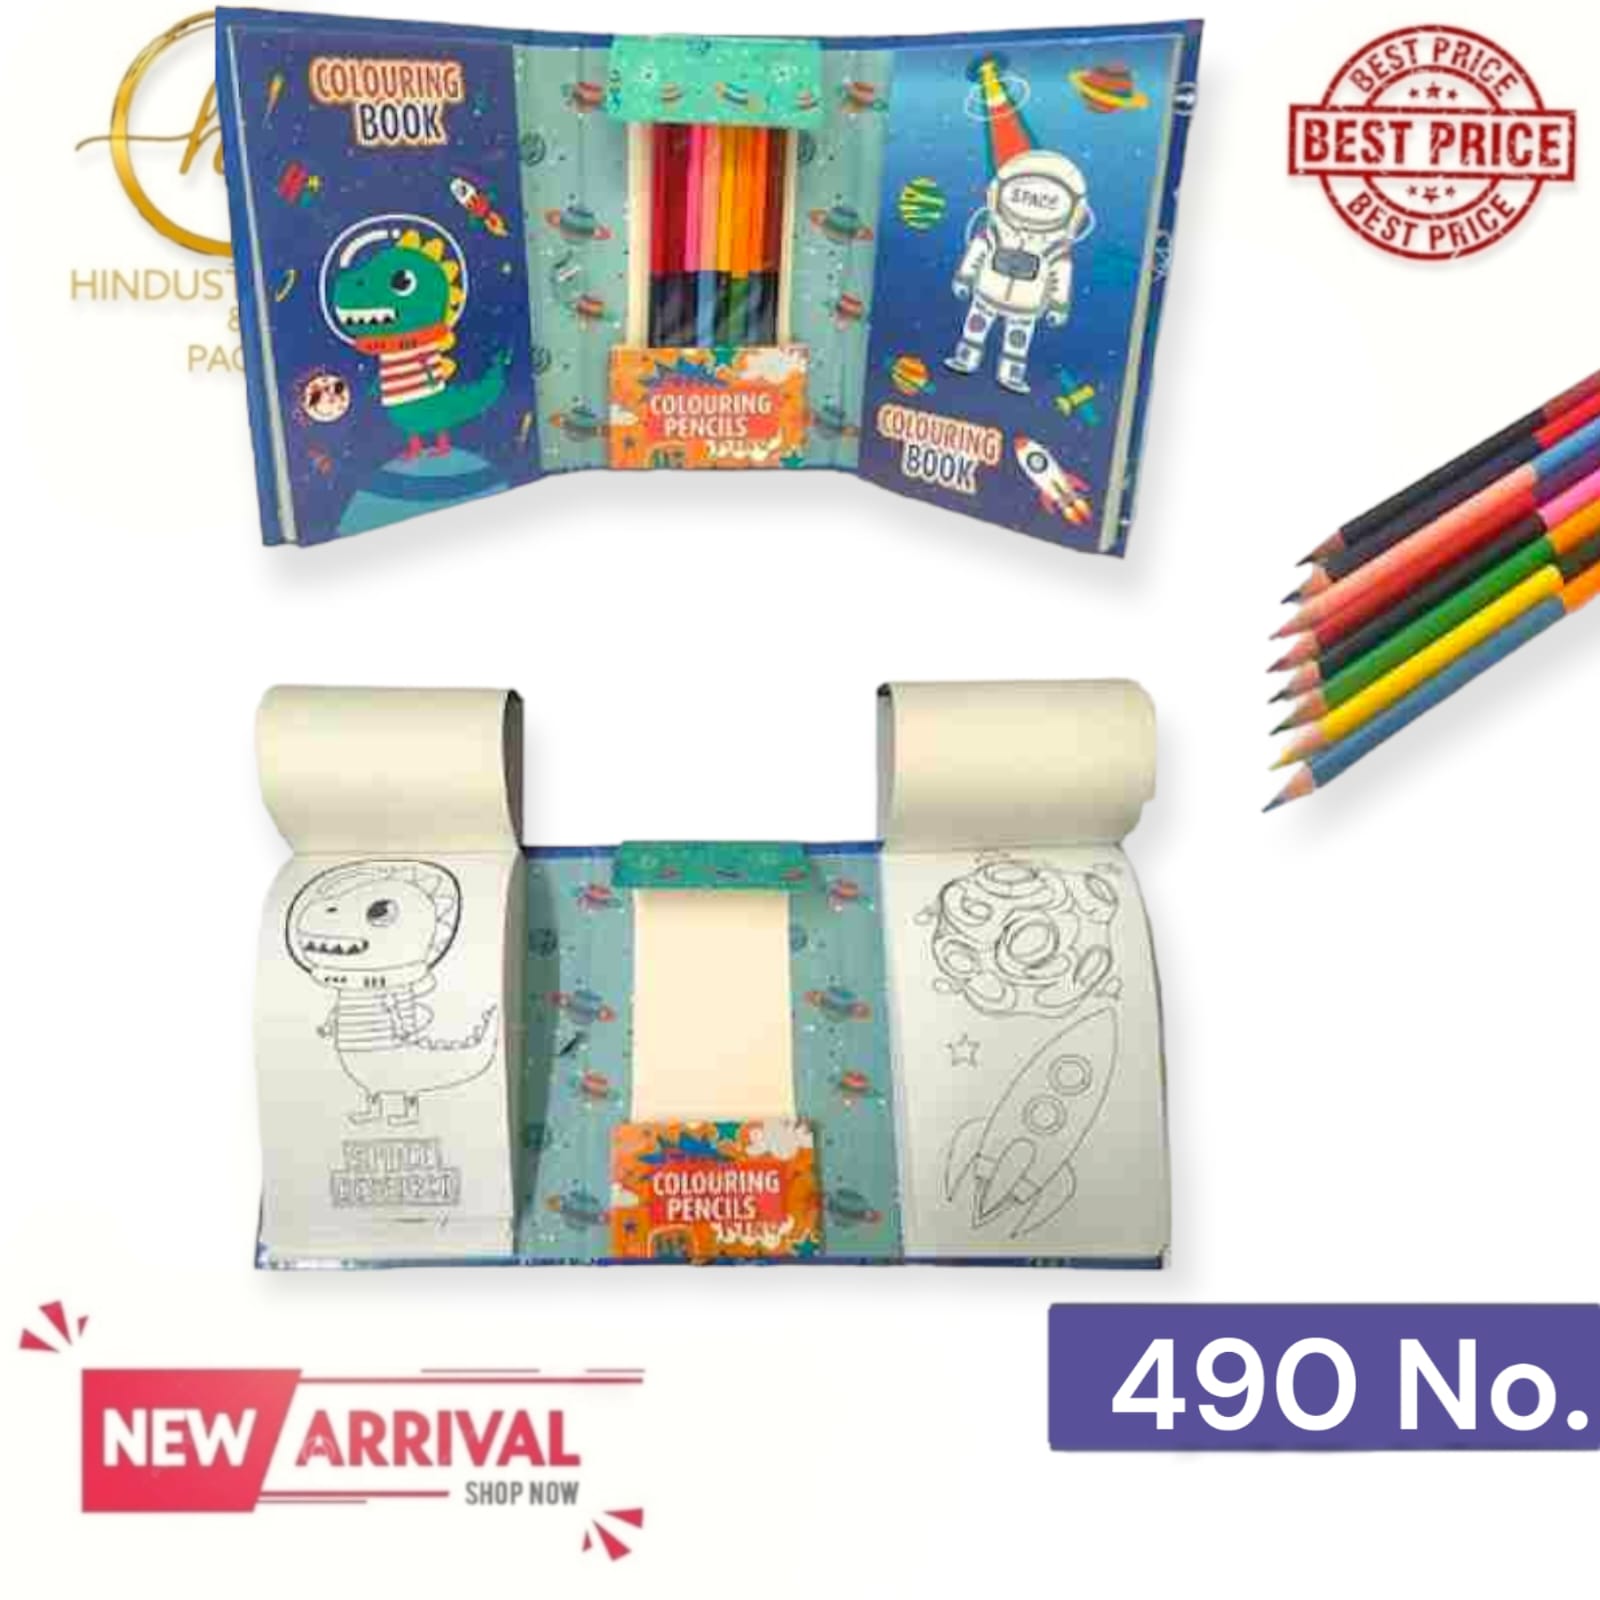 HINDUST
&
PAC
COLOURING
BOOK
COLOURING
PENCILS
SPACE
COLOURING
BOOK
BEST PRICE
BEST PRICE
BEST PRICE
COLOURING
PENCILS
NEW ARRIVAL
SHOP NOW
490 No.